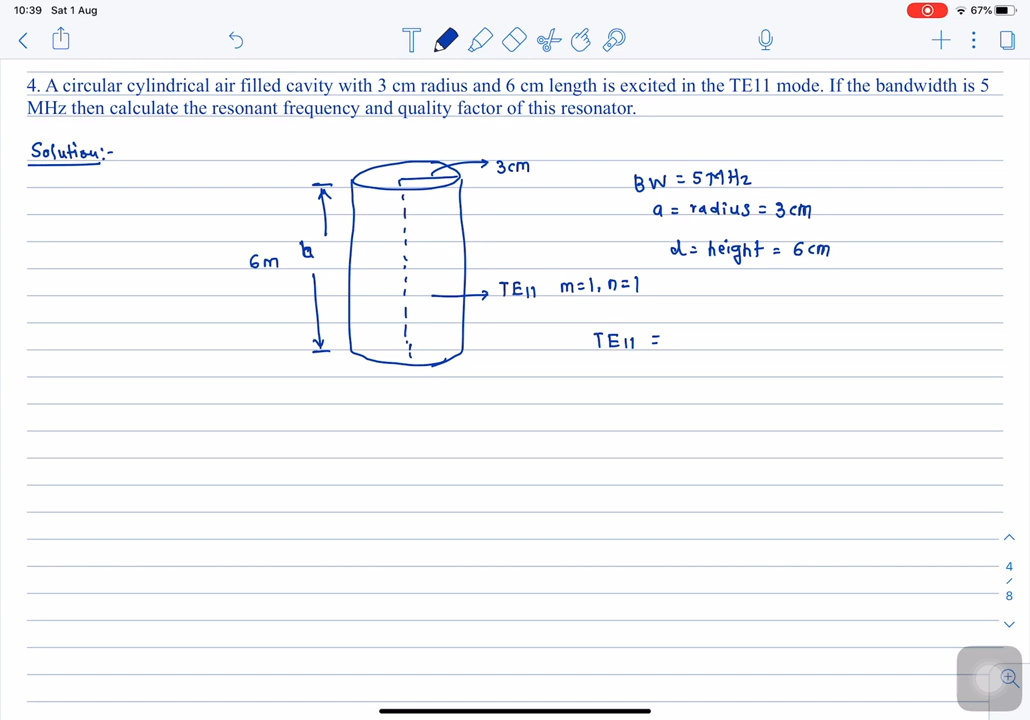 10:39 Sat 1 Aug
67%
4. A circular cylindrical air filled cavity with 3 cm radius and 6 cm length is excited in the TE11 mode. If the bandwidth is 5
MHz then calculate the resonant frequency and quality factor of this resonator.
Solution:-
3cm
BW = 5MHz
a = radius = 3cm
d = height = 6cm
6m
TE11 m=1, n=1
TE11 =
4
/
8